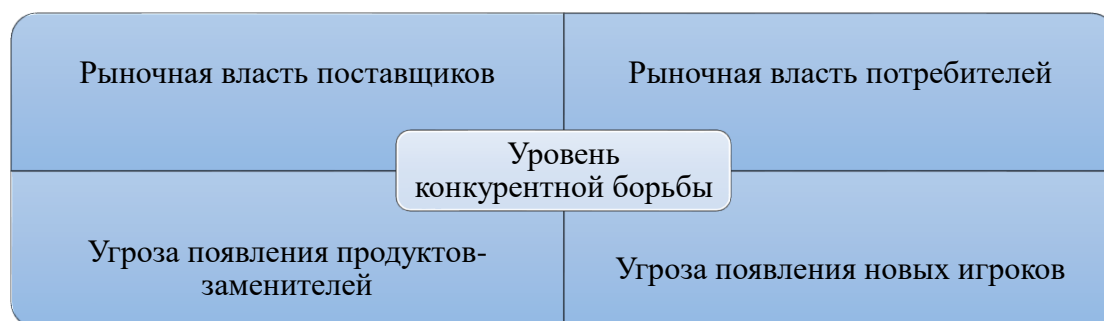 Рыночная власть поставщиков
Рыночная власть потребителей
Уровень
конкурентной борьбы
Угроза появления продуктов-
заменителей
Угроза появления новых игроков